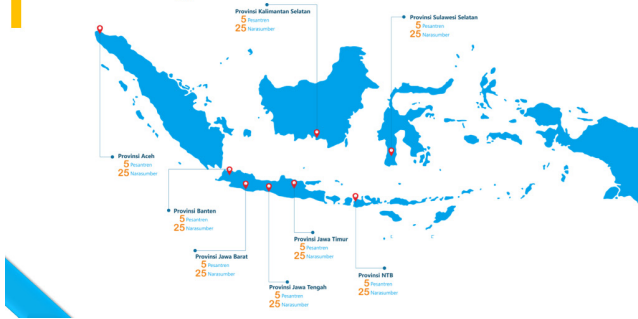 Provinsi Kalimantan Selatan
5 Pesantren
25 Narasumber
Provinsi Sulawesi Selatan
5 Pesantren
25 Narasumber
Provinsi Aceh
5 Pesantren
25 Narasumber
Provinsi Banten
5 Pesantren
25 Narasumber
Provinsi Jawa Barat
5 Pesantren
25 Narasumber
Provinsi Jawa Tengah
5 Pesantren
25 Narasumber
Provinsi Jawa Timur
5 Pesantren
25 Narasumber
Provinsi NTB
5 Pesantren
25 Narasumber